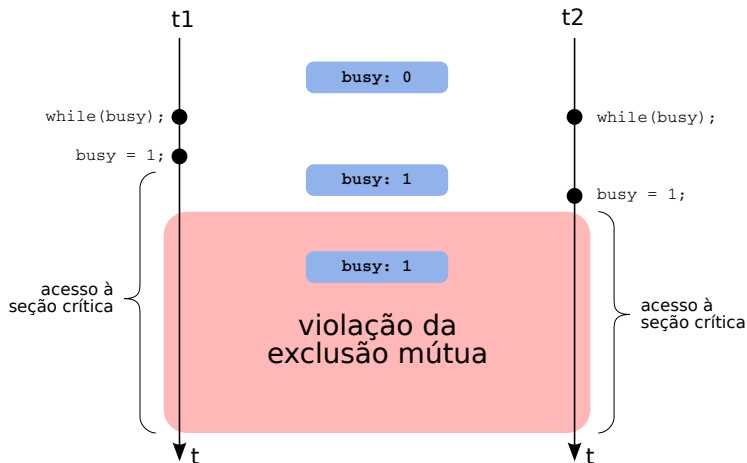 t1
t2
busy: 0
while(busy);
while(busy);
busy = 1;
busy: 1
busy = 1;
busy: 1
acesso à
seção crítica
acesso à
seção crítica
violação da
exclusão mútua
t
t